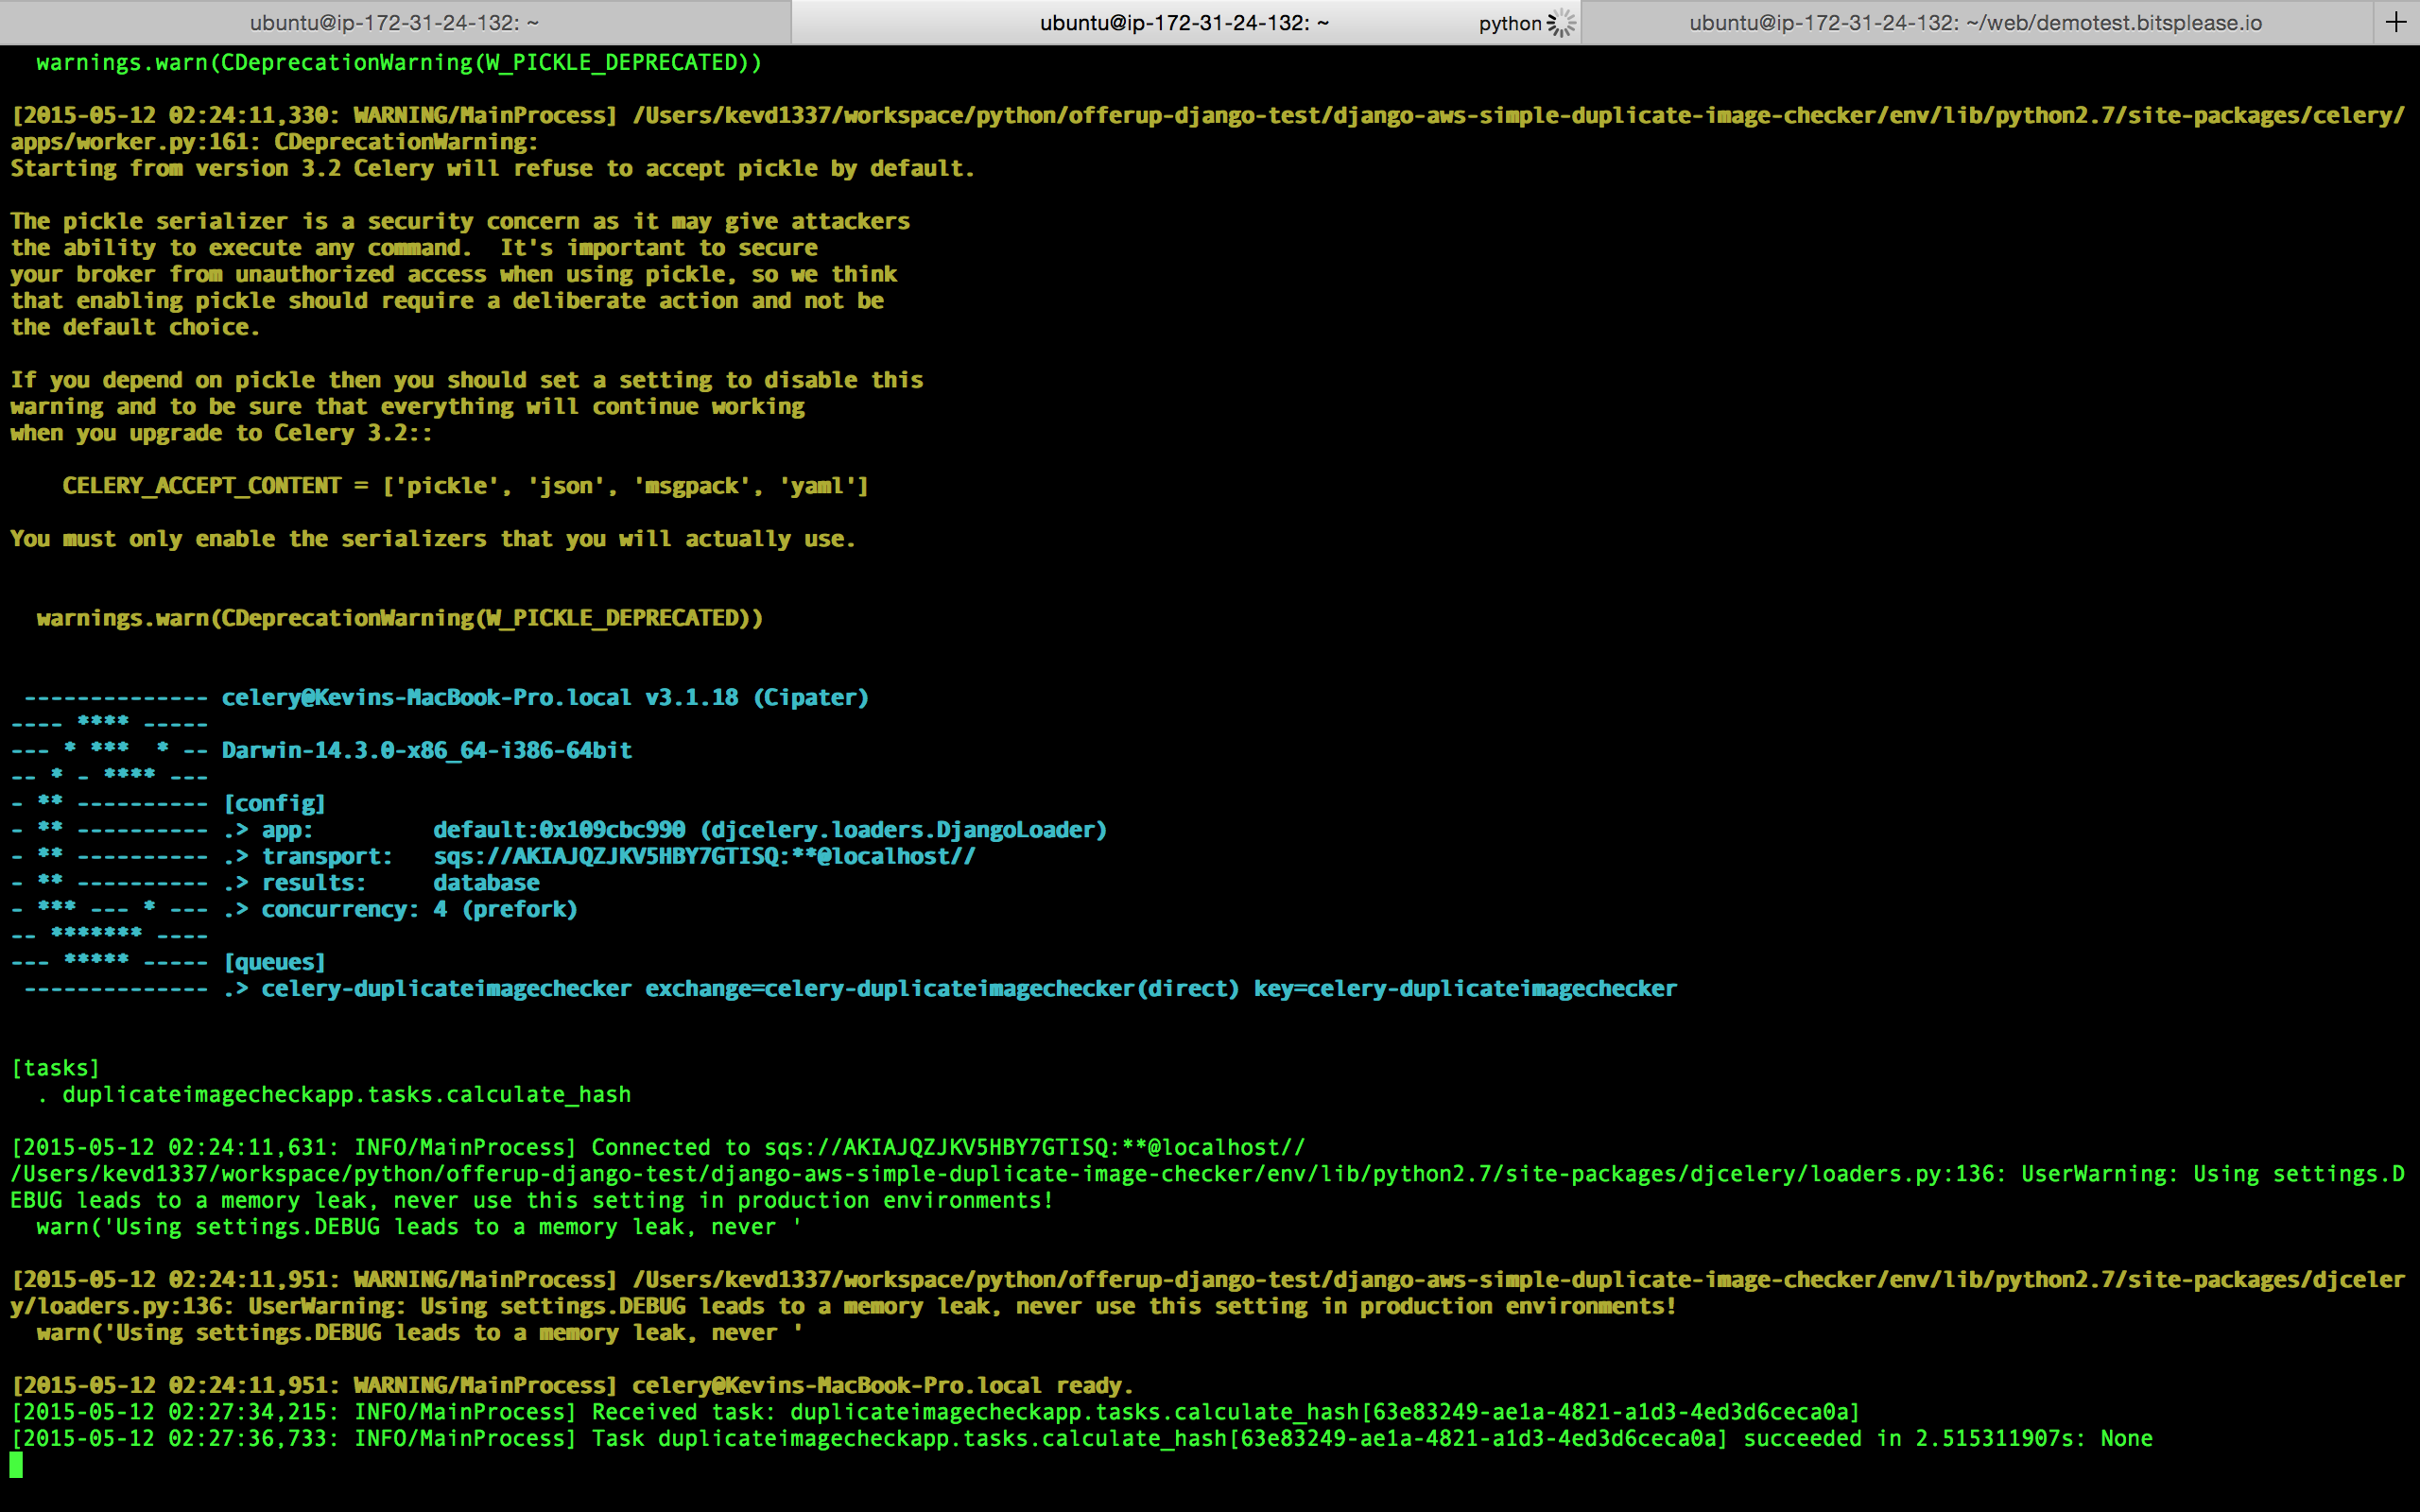 ubuntu@ip-172-31-24-132: ~
ubuntu@ip-172-31-24-132: ~
python
ubuntu@ip-172-31-24-132: ~/web/demotest.bitsplease.io
+
  warnings.warn(CDeprecationWarning(W_PICKLE_DEPRECATED))
[2015-05-12 02:24:11,330: WARNING/MainProcess] /Users/kevd1337/workspace/python/offerup-django-test/django-aws-simple-duplicate-image-checker/env/lib/python2.7/site-packages/celery/
apps/worker.py:161: CDeprecationWarning:
Starting from version 3.2 Celery will refuse to accept pickle by default.
The pickle serializer is a security concern as it may give attackers
the ability to execute any command.  It's important to secure
your broker from unauthorized access when using pickle, so we think
that enabling pickle should require a deliberate action and not be
the default choice.
If you depend on pickle then you should set a setting to disable this
warning and to be sure that everything will continue working
when you upgrade to Celery 3.2::
    CELERY_ACCEPT_CONTENT = ['pickle', 'json', 'msgpack', 'yaml']
You must only enable the serializers that you will actually use.
  warnings.warn(CDeprecationWarning(W_PICKLE_DEPRECATED))
 -------------- celery@Kevins-MacBook-Pro.local v3.1.18 (Cipater)
---- **** -----
--- * ***  * -- Darwin-14.3.0-x86_64-i386-64bit
-- * - **** ---
- ** ---------- [config]
- ** ---------- .> app:         default:0x109cbc990 (djcelery.loaders.DjangoLoader)
- ** ---------- .> transport:   sqs://AKIAJQZJKV5HBY7GTISQ:**@localhost//
- ** ---------- .> results:     database
- *** --- * --- .> concurrency: 4 (prefork)
-- ******* ----
--- ***** ----- [queues]
 -------------- .> celery-duplicateimagechecker exchange=celery-duplicateimagechecker(direct) key=celery-duplicateimagechecker
[tasks]
  . duplicateimagecheckapp.tasks.calculate_hash
[2015-05-12 02:24:11,631: INFO/MainProcess] Connected to sqs://AKIAJQZJKV5HBY7GTISQ:**@localhost//
/Users/kevd1337/workspace/python/offerup-django-test/django-aws-simple-duplicate-image-checker/env/lib/python2.7/site-packages/djcelery/loaders.py:136: UserWarning: Using settings.D
EBUG leads to a memory leak, never use this setting in production environments!
  warn('Using settings.DEBUG leads to a memory leak, never '
[2015-05-12 02:24:11,951: WARNING/MainProcess] /Users/kevd1337/workspace/python/offerup-django-test/django-aws-simple-duplicate-image-checker/env/lib/python2.7/site-packages/djceler
y/loaders.py:136: UserWarning: Using settings.DEBUG leads to a memory leak, never use this setting in production environments!
  warn('Using settings.DEBUG leads to a memory leak, never '
[2015-05-12 02:24:11,951: WARNING/MainProcess] celery@Kevins-MacBook-Pro.local ready.
[2015-05-12 02:27:34,215: INFO/MainProcess] Received task: duplicateimagecheckapp.tasks.calculate_hash[63e83249-ae1a-4821-a1d3-4ed3d6ceca0a]
[2015-05-12 02:27:36,733: INFO/MainProcess] Task duplicateimagecheckapp.tasks.calculate_hash[63e83249-ae1a-4821-a1d3-4ed3d6ceca0a] succeeded in 2.515311907s: None